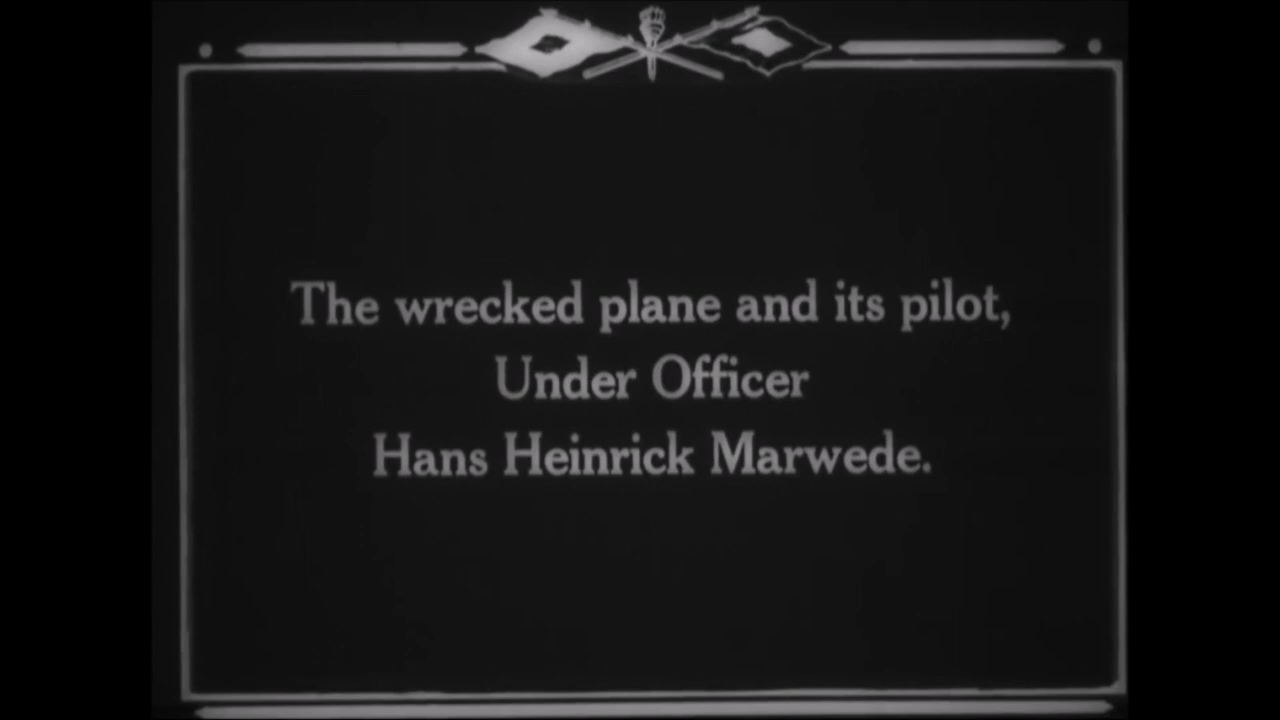 The wrecked plane and its pilot,
Under Officer
Hans Heinrick Marwede.